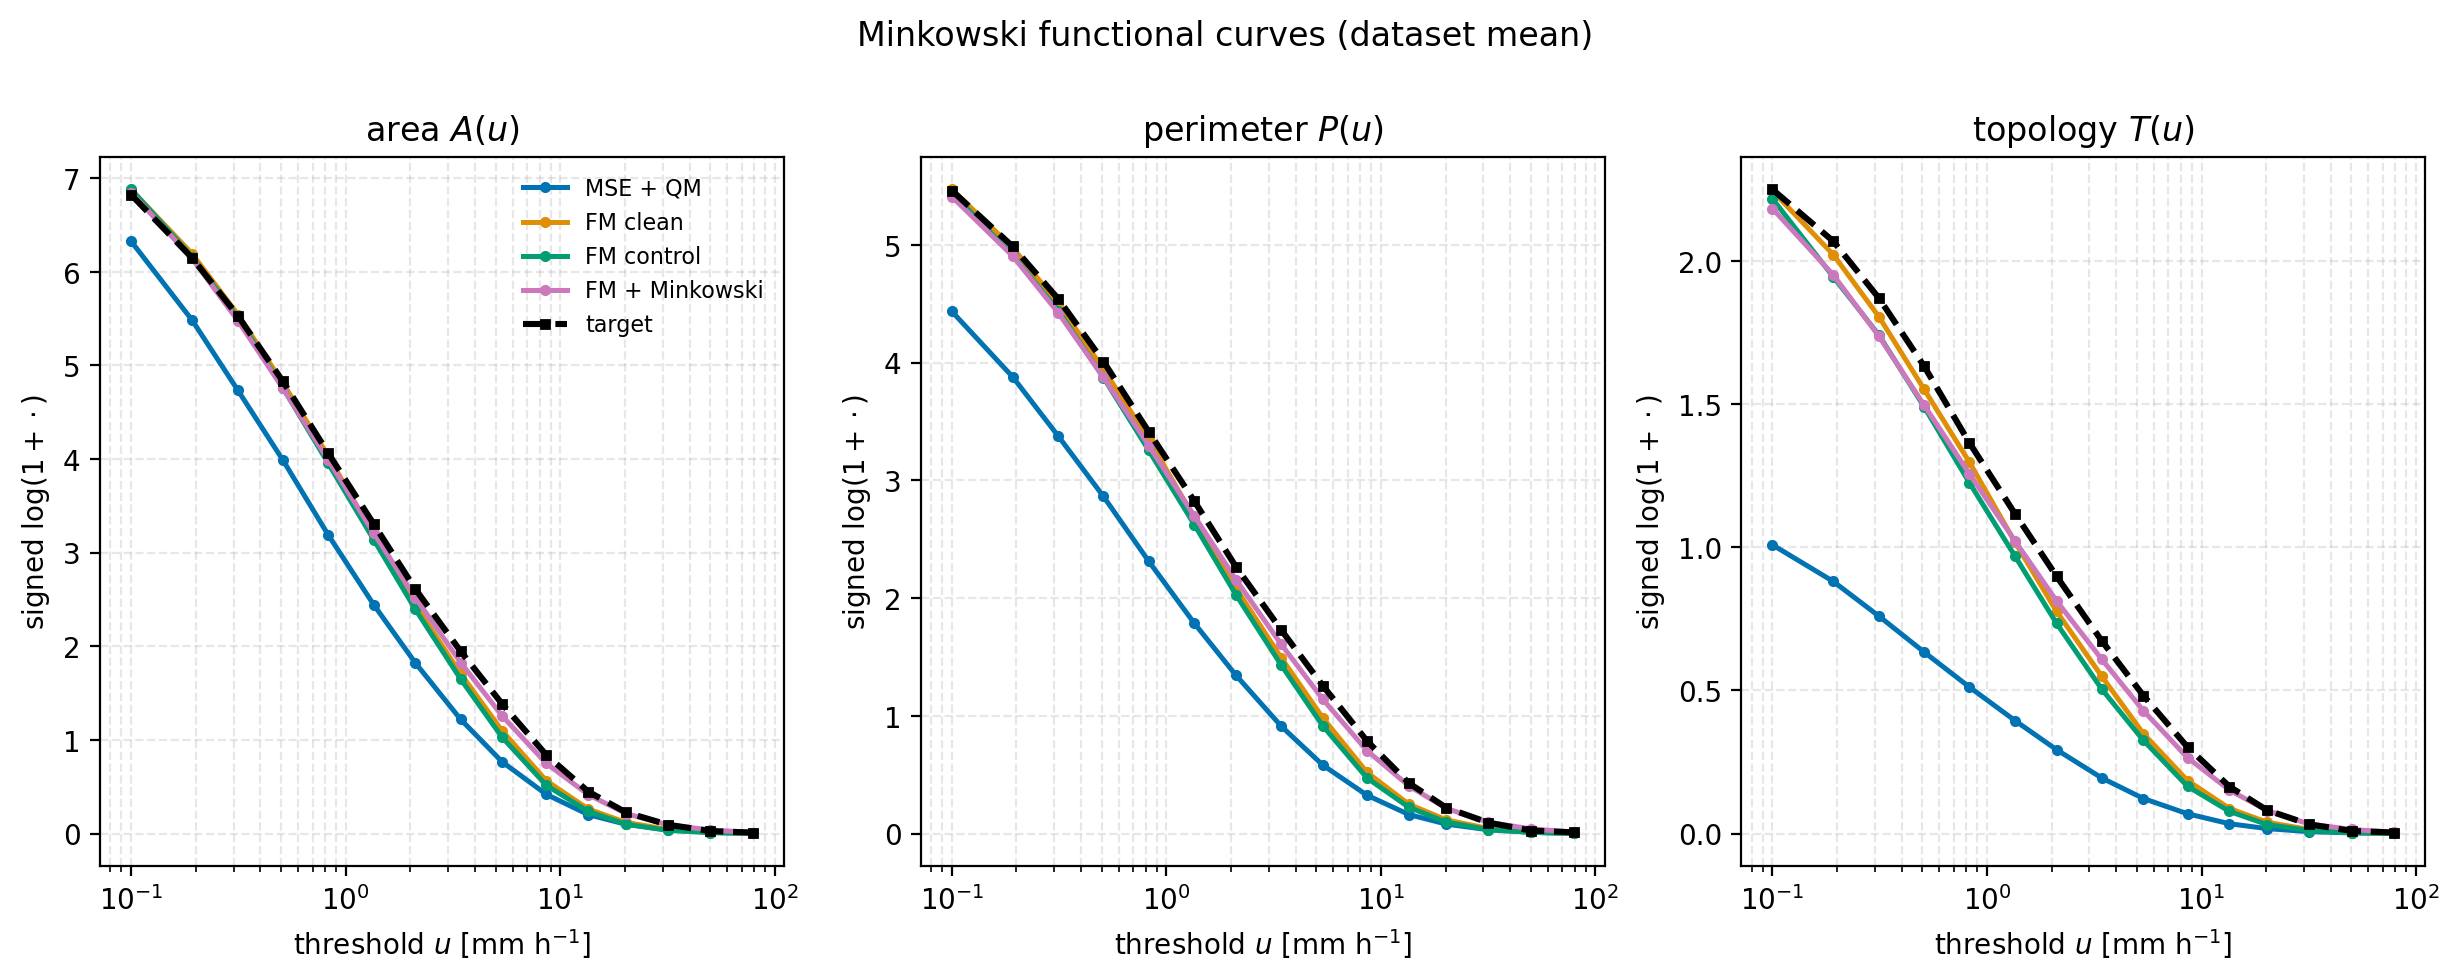 Minkowski functional curves (dataset mean)
area A(u)
signed log(1 + · )
7
6
5
4
3
2
1
0
MSE + QM
FM clean
FM control
FM + Minkowski
target
10⁻¹ 10⁰ 10¹ 10²
threshold u [mm h⁻¹]
perimeter P(u)
signed log(1 + · )
5
4
3
2
1
0
10⁻¹ 10⁰ 10¹ 10²
threshold u [mm h⁻¹]
topology T(u)
signed log(1 + · )
2.0
1.5
1.0
0.5
0.0
10⁻¹ 10⁰ 10¹ 10²
threshold u [mm h⁻¹]